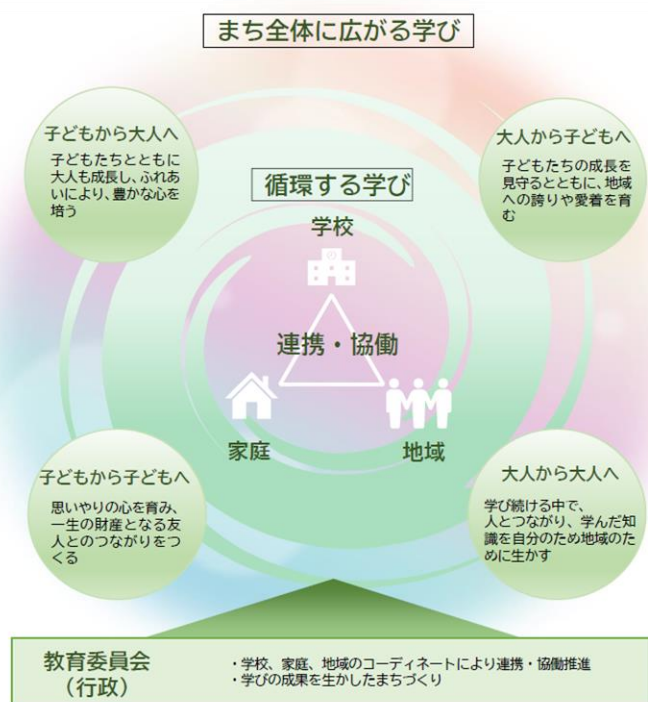 まち全体に広がる学び
子どもから大人へ
子どもたちとともに
大人も成長し、ふれあ
いにより、豊かな心を
培う
大人から子どもへ
子どもたちの成長を
見守るとともに、地域
への誇りや愛着を育
む
循環する学び
学校
連携・協働
家庭
地域
子どもから子どもへ
思いやりの心を育み、
一生の財産となる友
人とのつながりをつ
くる
大人から大人へ
学び続ける中で、
人とつながり、学んだ知
識を自分のため地域のた
めに生かす
教育委員会
（行政）
・学校、家庭、地域のコーディネートにより連携・協働推進
・学びの成果を生かしたまちづくり